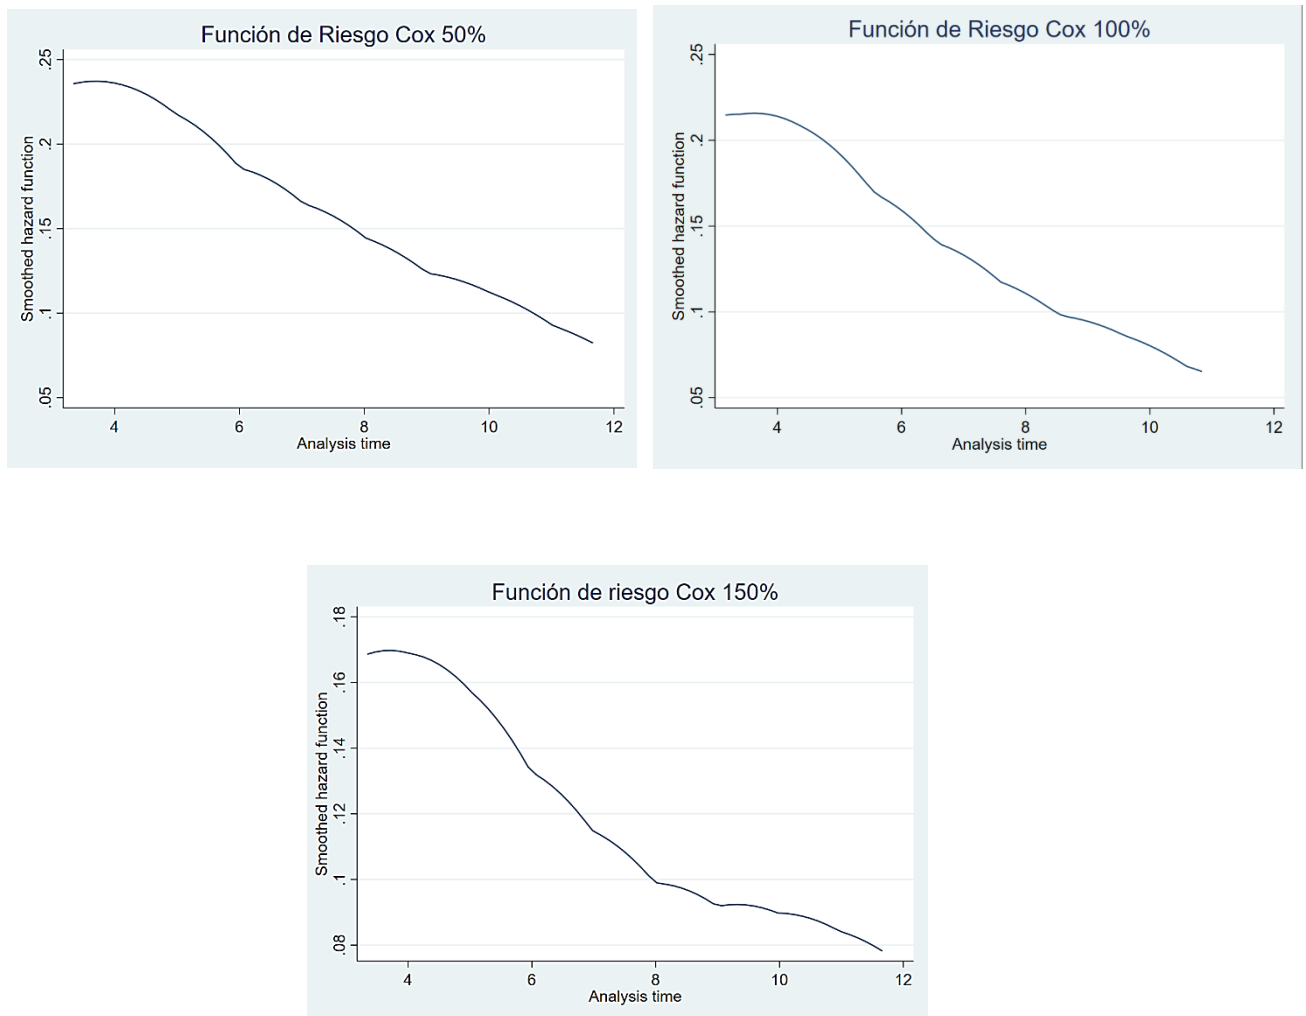 Función de Riesgo Cox 50%
Smoothed hazard function
.25
.2
.15
.1
.05
4 6 8 10 12
Analysis time
Función de Riesgo Cox 100%
Smoothed hazard function
.25
.2
.15
.1
.05
4 6 8 10 12
Analysis time
Función de riesgo Cox 150%
Smoothed hazard function
.18
.16
.14
.12
.1
.08
4 6 8 10 12
Analysis time